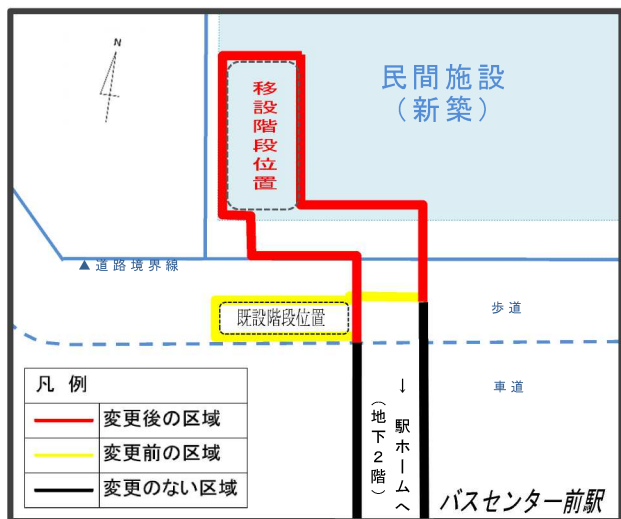 N
民間施設
（新築）
移設階段位置
▲道路境界線
既設階段位置
歩道
車道
↓ 駅ホームへ
（地下２階）
凡 例
変更後の区域
変更前の区域
変更のない区域
バスセンター前駅